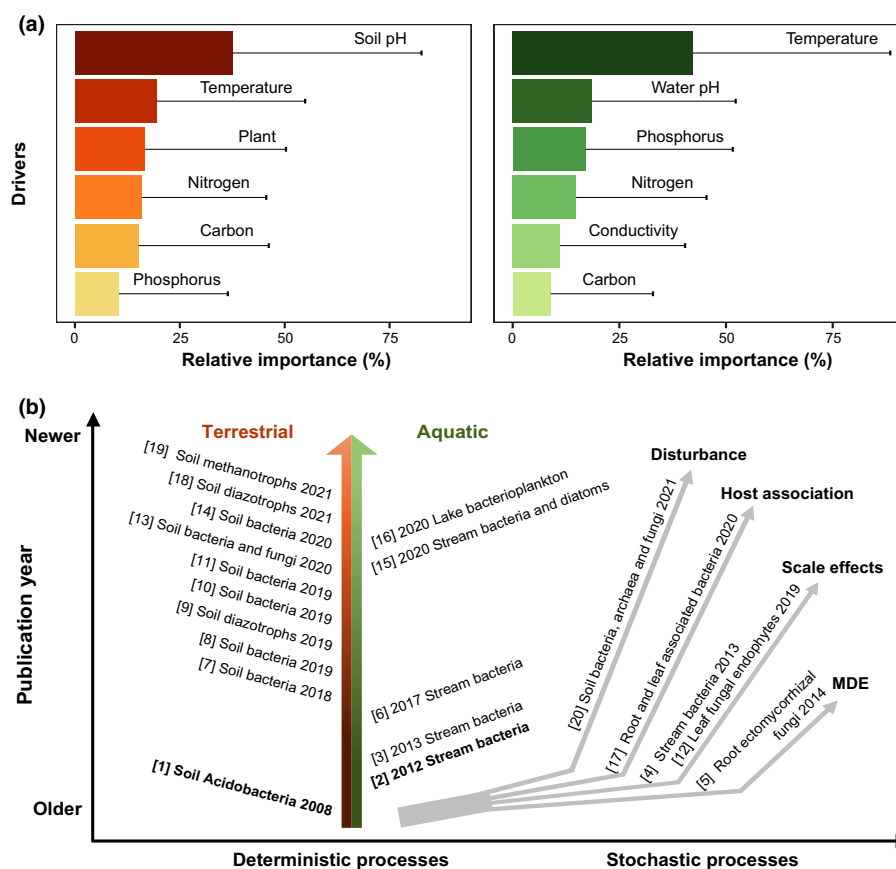 (a)
Drivers
Soil pH
Temperature
Plant
Nitrogen
Carbon
Phosphorus
0 25 50 75
Relative importance (%)
Temperature
Water pH
Phosphorus
Nitrogen
Conductivity
Carbon
0 25 50 75
Relative importance (%)
(b)
Publication year
Newer
Older
Terrestrial
Aquatic
[19] Soil methanotrophs 2021
[18] Soil diazotrophs 2021
[14] Soil bacteria 2020
[13] Soil bacteria and fungi 2020
[11] Soil bacteria 2019
[10] Soil bacteria 2019
[9] Soil diazotrophs 2019
[8] Soil bacteria 2019
[7] Soil bacteria 2018
[1] Soil Acidobacteria 2008
[16] 2020 Lake bacterioplankton
[15] 2020 Stream bacteria and diatoms
[6] 2017 Stream bacteria
[3] 2013 Stream bacteria
[2] 2012 Stream bacteria
Disturbance
[20] Soil bacteria, archaea and fungi 2021
Host association
[17] Root and leaf associated bacteria 2020
Scale effects
[4] Stream bacteria 2013
[12] Leaf fungal endophytes 2019
MDE
[5] Root ectomycorrhizal
fungi 2014
Deterministic processes
Stochastic processes